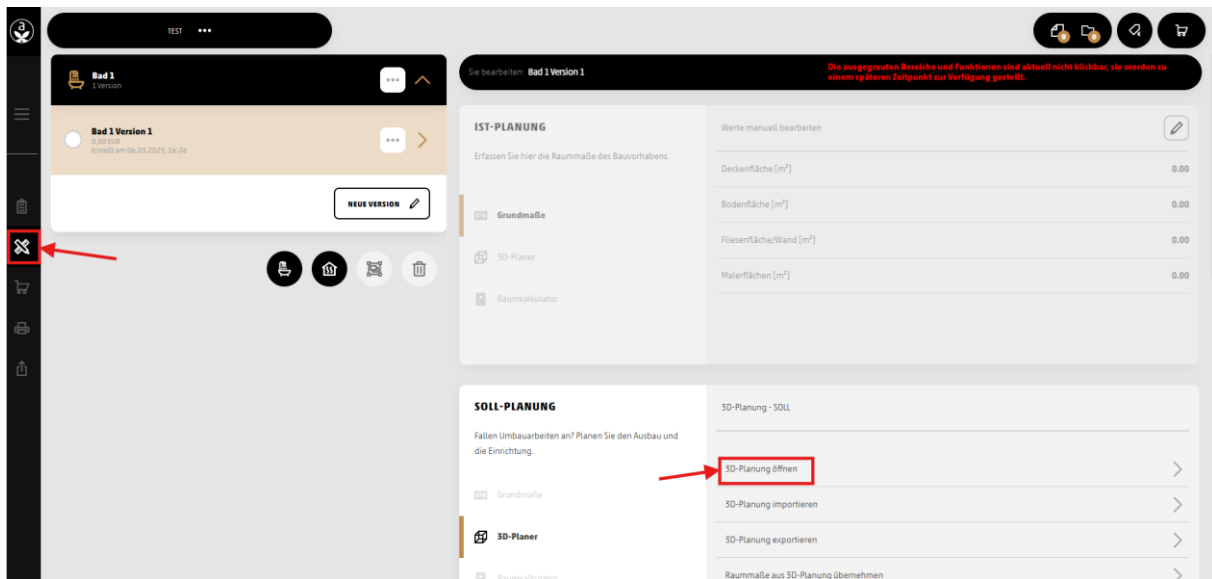 a
TEST •••
0 0
Bad 1
1 Version
•••
Bad 1 Version 1
0,00 EUR
Erstellt am 06.03.2025, 16:26
•••
NEUE VERSION
Sie bearbeiten: Bad 1 Version 1
Die ausgegrauten Bereiche und Funktionen sind aktuell nicht klickbar, sie werden zu
einem späteren Zeitpunkt zur Verfügung gestellt.
IST-PLANUNG
Erfassen Sie hier die Raummaße des Bauvorhabens.
Grundmaße
3D-Planer
Raumkalkulator
Werte manuell bearbeiten
Deckenfläche [m²] 0.00
Bodenfläche [m²] 0.00
Fliesenfläche/Wand [m²] 0.00
Malerflächen [m²] 0.00
SOLL-PLANUNG
Fallen Umbauarbeiten an? Planen Sie den Ausbau und
die Einrichtung.
Grundmaße
3D-Planer
Raumkalkulator
3D-Planung - SOLL
3D-Planung öffnen
3D-Planung importieren
3D-Planung exportieren
Raummaße aus 3D-Planung übernehmen